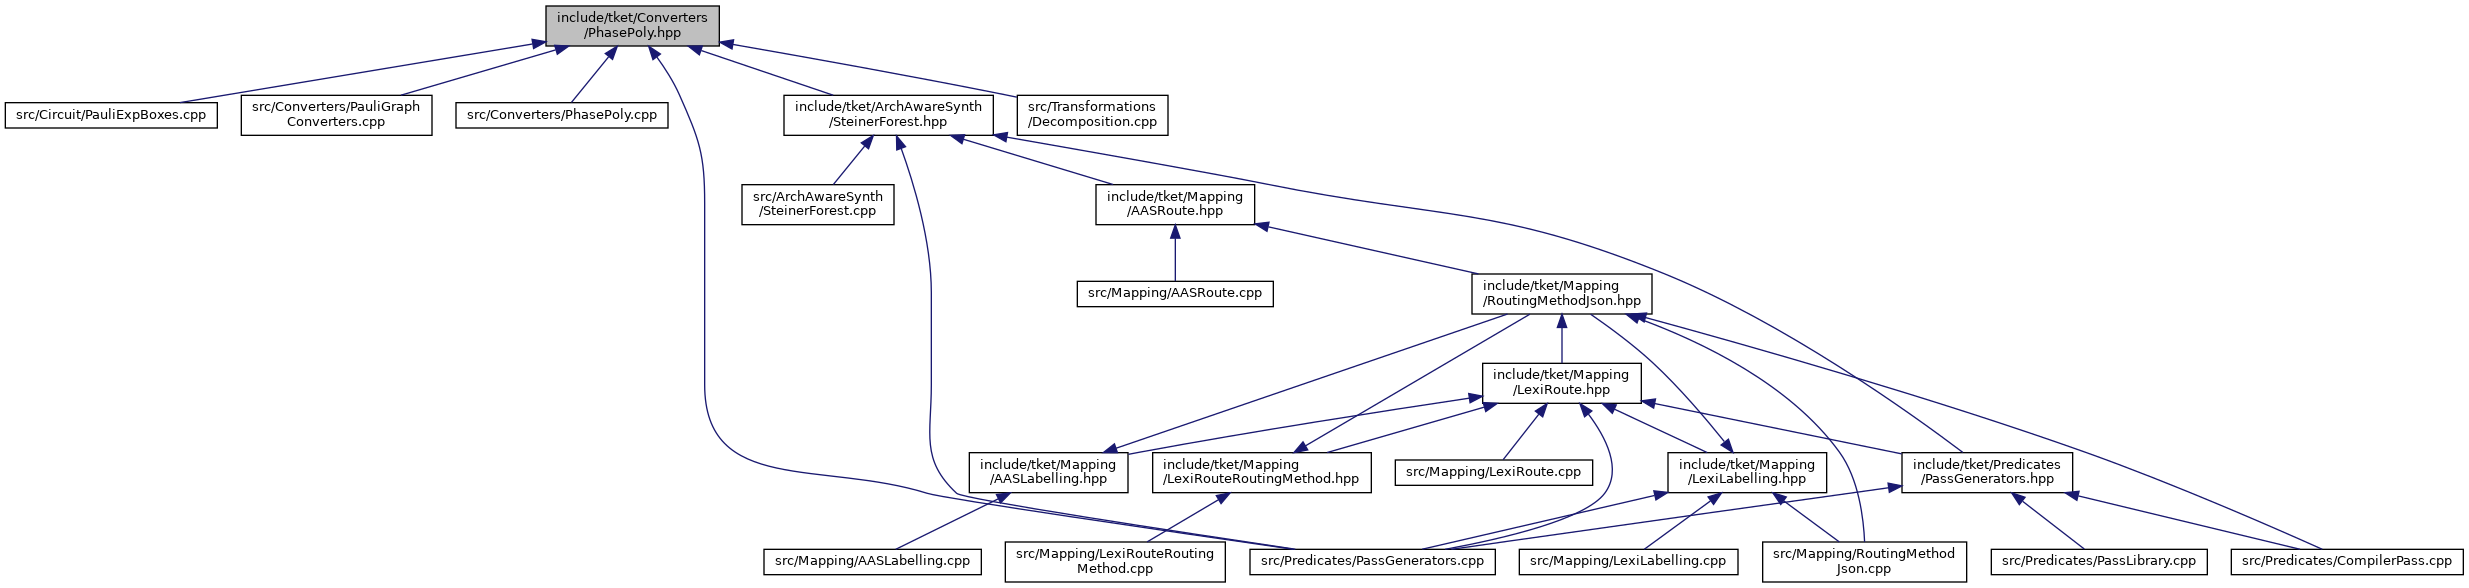 include/tket/Converters
/PhasePoly.hpp
src/Circuit/PauliExpBoxes.cpp
src/Converters/PauliGraph
Converters.cpp
src/Converters/PhasePoly.cpp
include/tket/ArchAwareSynth
/SteinerForest.hpp
src/Transformations
/Decomposition.cpp
src/ArchAwareSynth
/SteinerForest.cpp
include/tket/Mapping
/AASRoute.hpp
src/Mapping/AASRoute.cpp
include/tket/Mapping
/RoutingMethodJson.hpp
include/tket/Mapping
/LexiRoute.hpp
include/tket/Mapping
/AASLabelling.hpp
include/tket/Mapping
/LexiRouteRoutingMethod.hpp
src/Mapping/LexiRoute.cpp
include/tket/Mapping
/LexiLabelling.hpp
include/tket/Predicates
/PassGenerators.hpp
src/Mapping/AASLabelling.cpp
src/Mapping/LexiRouteRouting
Method.cpp
src/Predicates/PassGenerators.cpp
src/Mapping/LexiLabelling.cpp
src/Mapping/RoutingMethod
Json.cpp
src/Predicates/PassLibrary.cpp
src/Predicates/CompilerPass.cpp